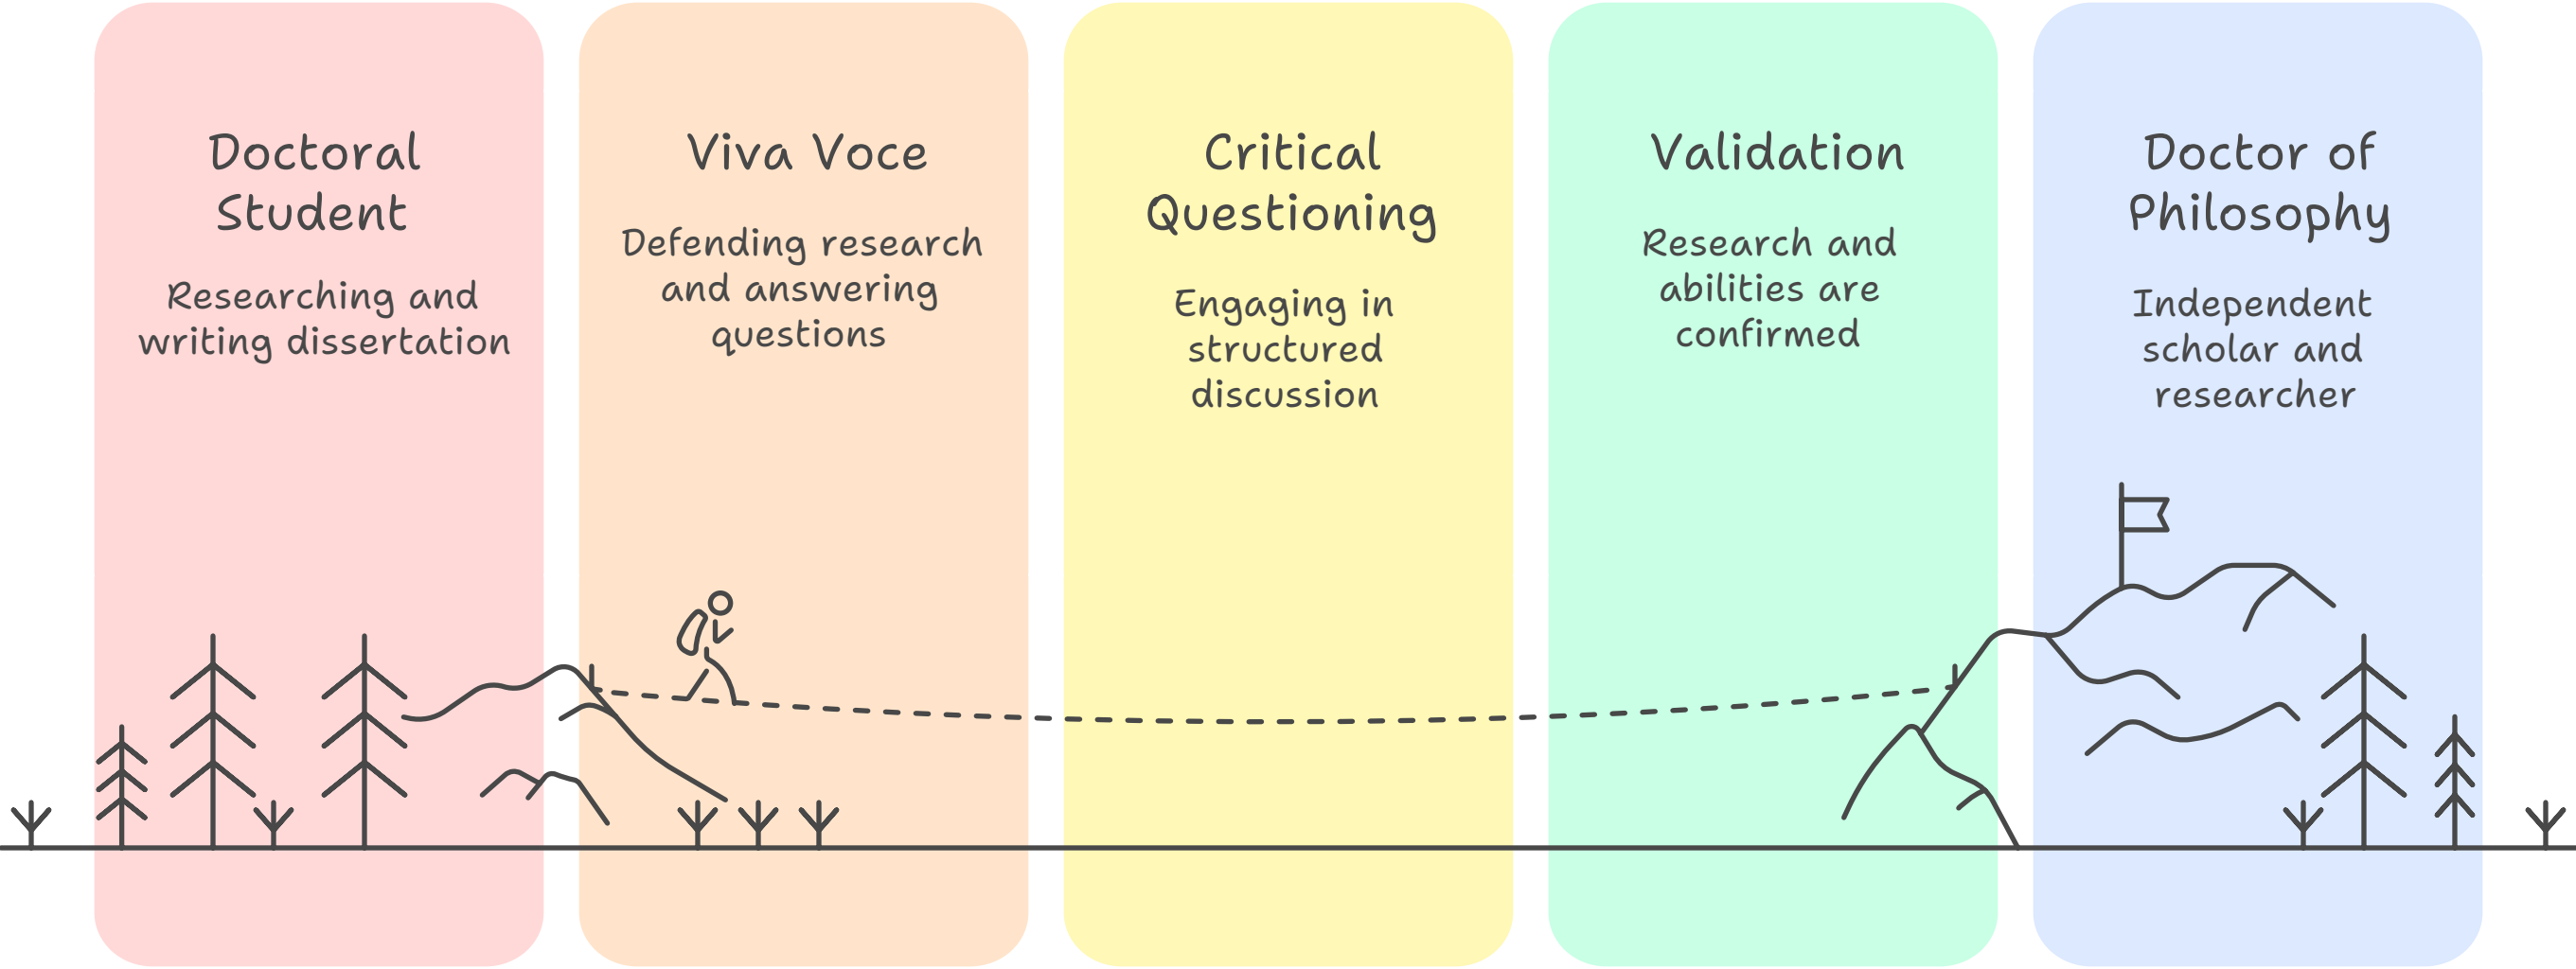 Doctoral
Student
Researching and
writing dissertation
Viva Voce
Defending research
and answering
questions
Critical
Questioning
Engaging in
structured
discussion
Validation
Research and
abilities are
confirmed
Doctor of
Philosophy
Independent
scholar and
researcher